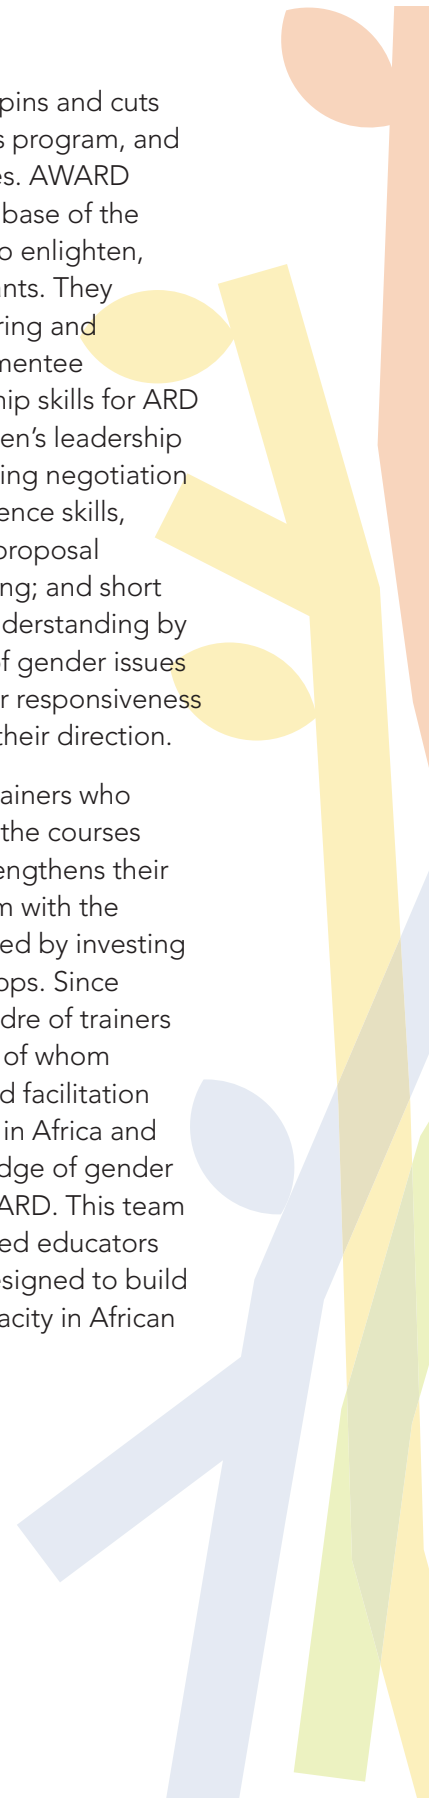 pins and cuts
s program, and
es. AWARD
base of the
o enlighten,
ants. They
ring and
mentee
hip skills for ARD
en’s leadership
ing negotiation
ence skills,
proposal
ng; and short
derstanding by
of gender issues
r responsiveness
their direction.
ainers who
the courses
engthens their
m with the
ed by investing
ops. Since
dre of trainers
of whom
d facilitation
in Africa and
dge of gender
ARD. This team
ed educators
esigned to build
acity in African